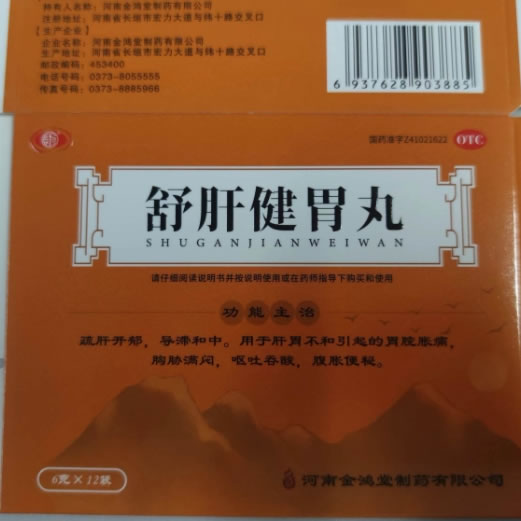 持有人名称：河南金鸿堂制药有限公司
注册地址：河南省长垣市宏力大道与纬十路交叉口
【生产企业】
企业名称：河南金鸿堂制药有限公司
生产地址：河南省长垣市宏力大道与纬十路交叉口
邮政编码：453400
电话号码：0373-8055555
传真号码：0373-8885966
6 937628 903885
国药准字Z41021622 OTC
舒肝健胃丸
SHUGANJIANWEIWAN
请仔细阅读说明书并按说明使用或在药师指导下购买和使用
功能主治
疏肝开郁，导滞和中。用于肝胃不和引起的胃脘胀痛，
胸胁满闷，呕吐吞酸，腹胀便秘。
6克×12袋
河南金鸿堂制药有限公司